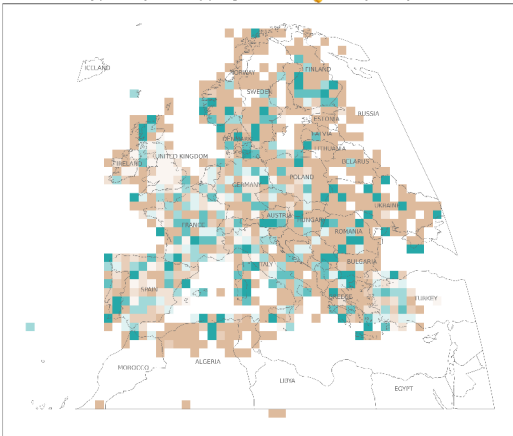 ICELAND
NORWAY
FINLAND
SWEDEN
RUSSIA
ESTONIA
LATVIA
LITHUANIA
UNITED KINGDOM
IRELAND
BELARUS
POLAND
GERMANY
UKRAINE
AUSTRIA
HUNGARY
FRANCE
ROMANIA
ITALY
BULGARIA
SPAIN
GREECE
TURKEY
MOROCCO
ALGERIA
LIBYA
EGYPT